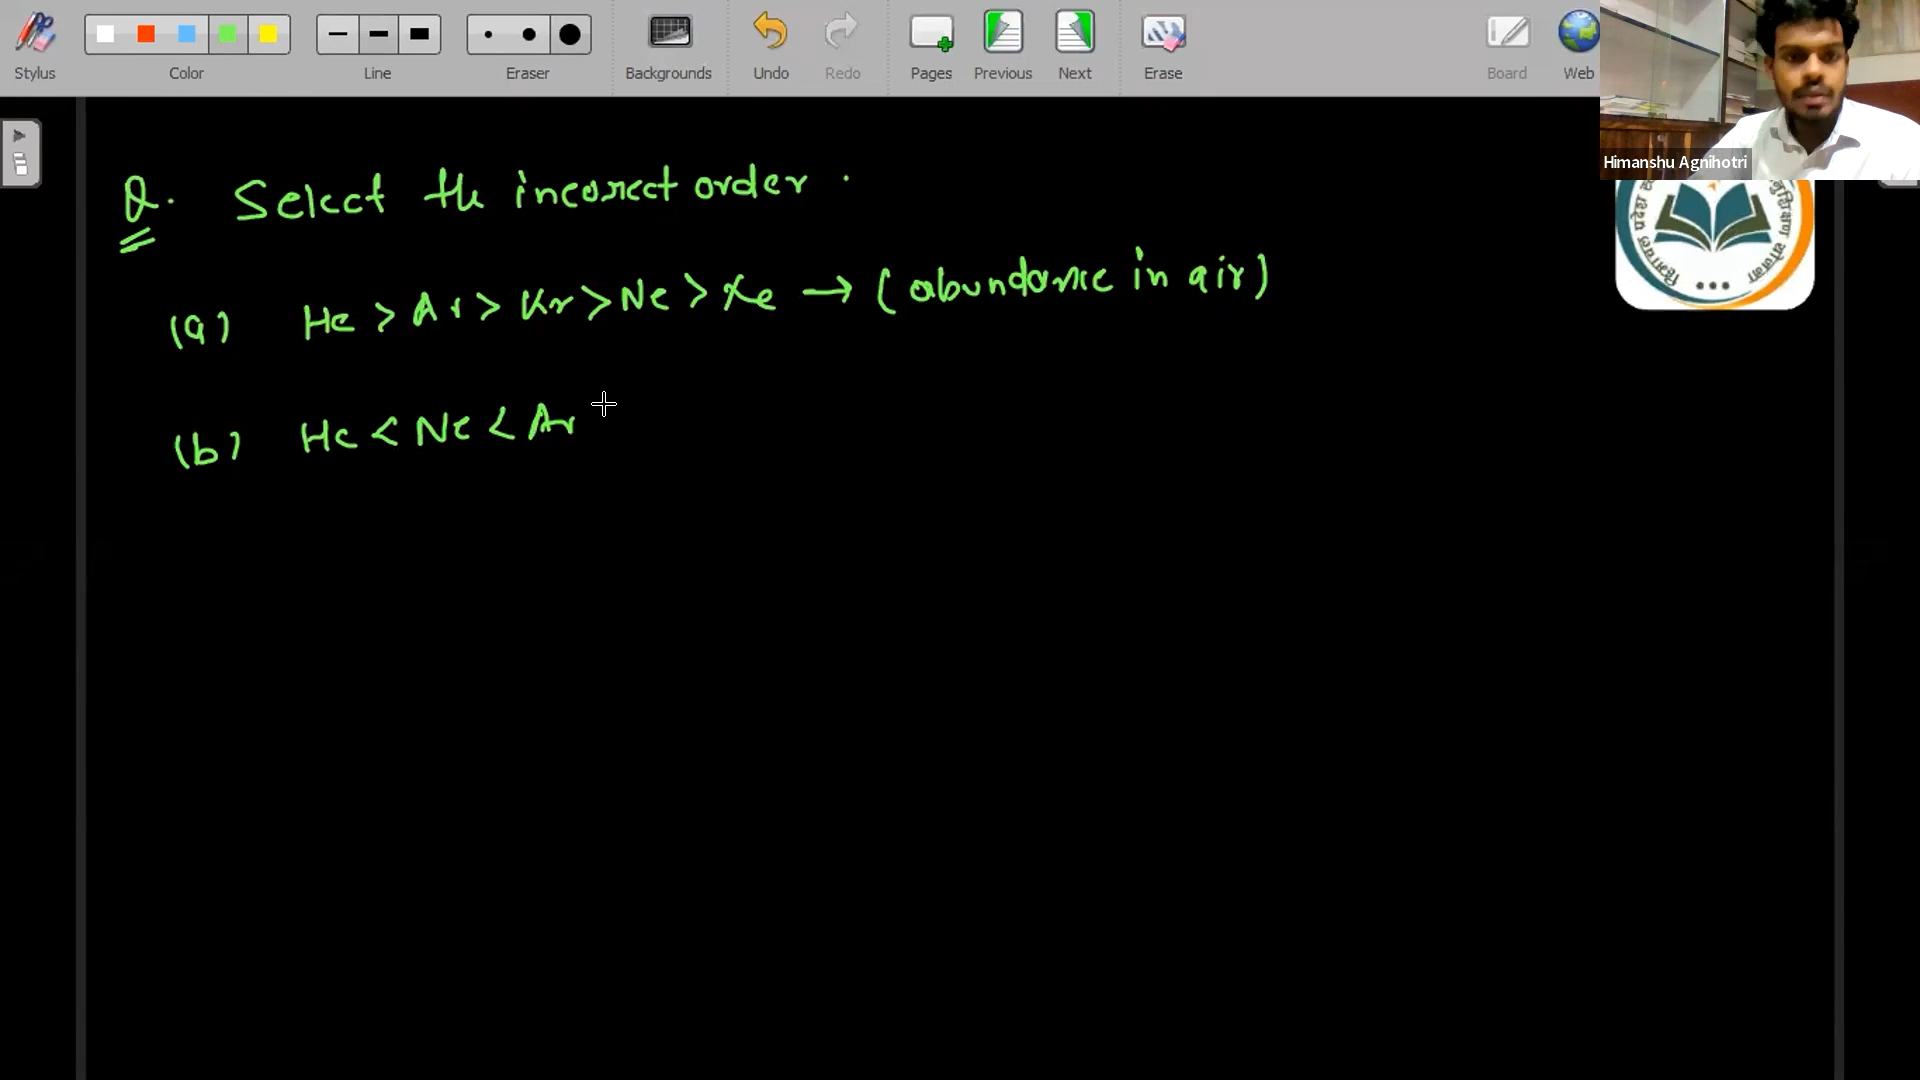 Stylus
Color
Line
Eraser
Backgrounds
Undo
Redo
Pages
Previous
Next
Erase
Board
Web
Himanshu Agnihotri
Q. Select the incorrect order.
(a) He > Ar > Kr > Ne > Xe → (abundance in air)
(b) He < Ne < Ar